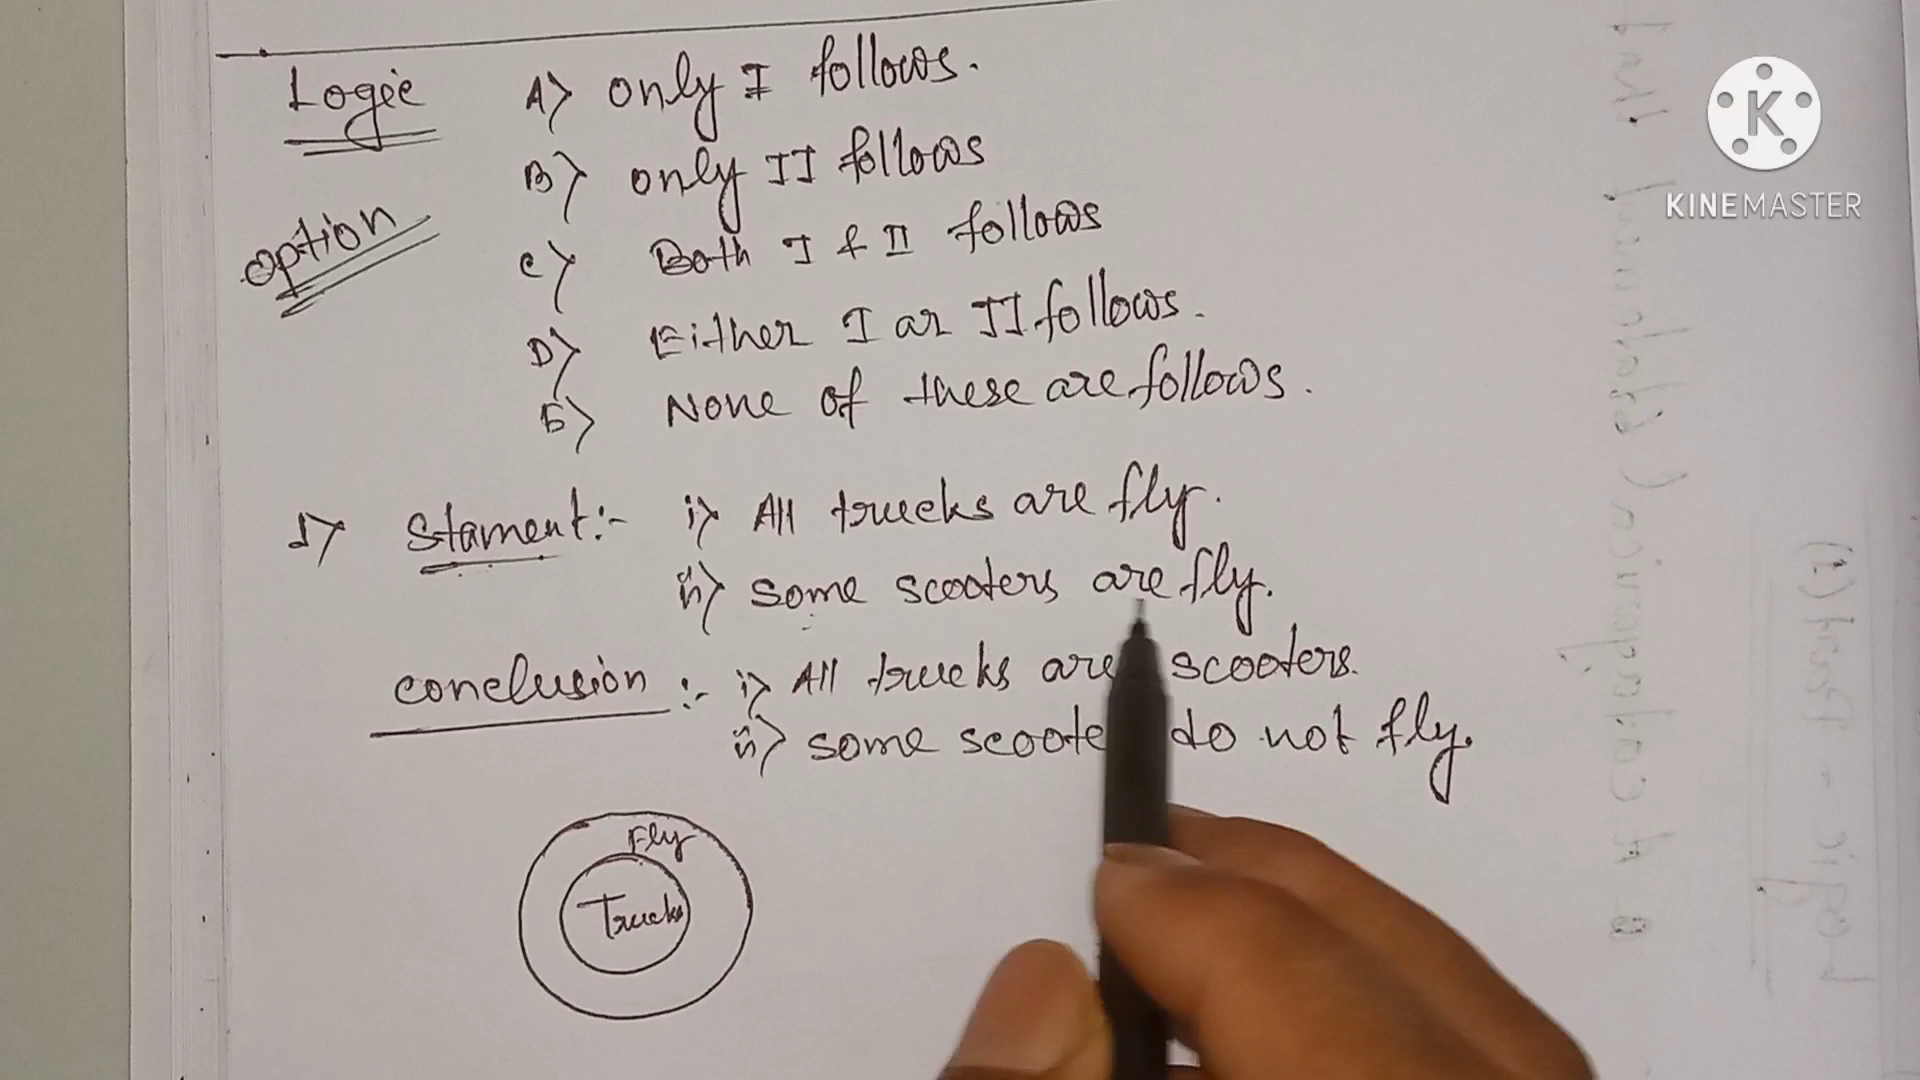 Logic A> only I follows.
option B> only II follows
C> Both I & II follows
D> Either I ar II follows.
E> None of these are follows.
1> Stament:- i> All trucks are fly.
ii> some scooters are fly.
conclusion :- i> All trucks are scooters.
ii> some scoote do not fly.
Fly
Trucks
K
KINEMASTER